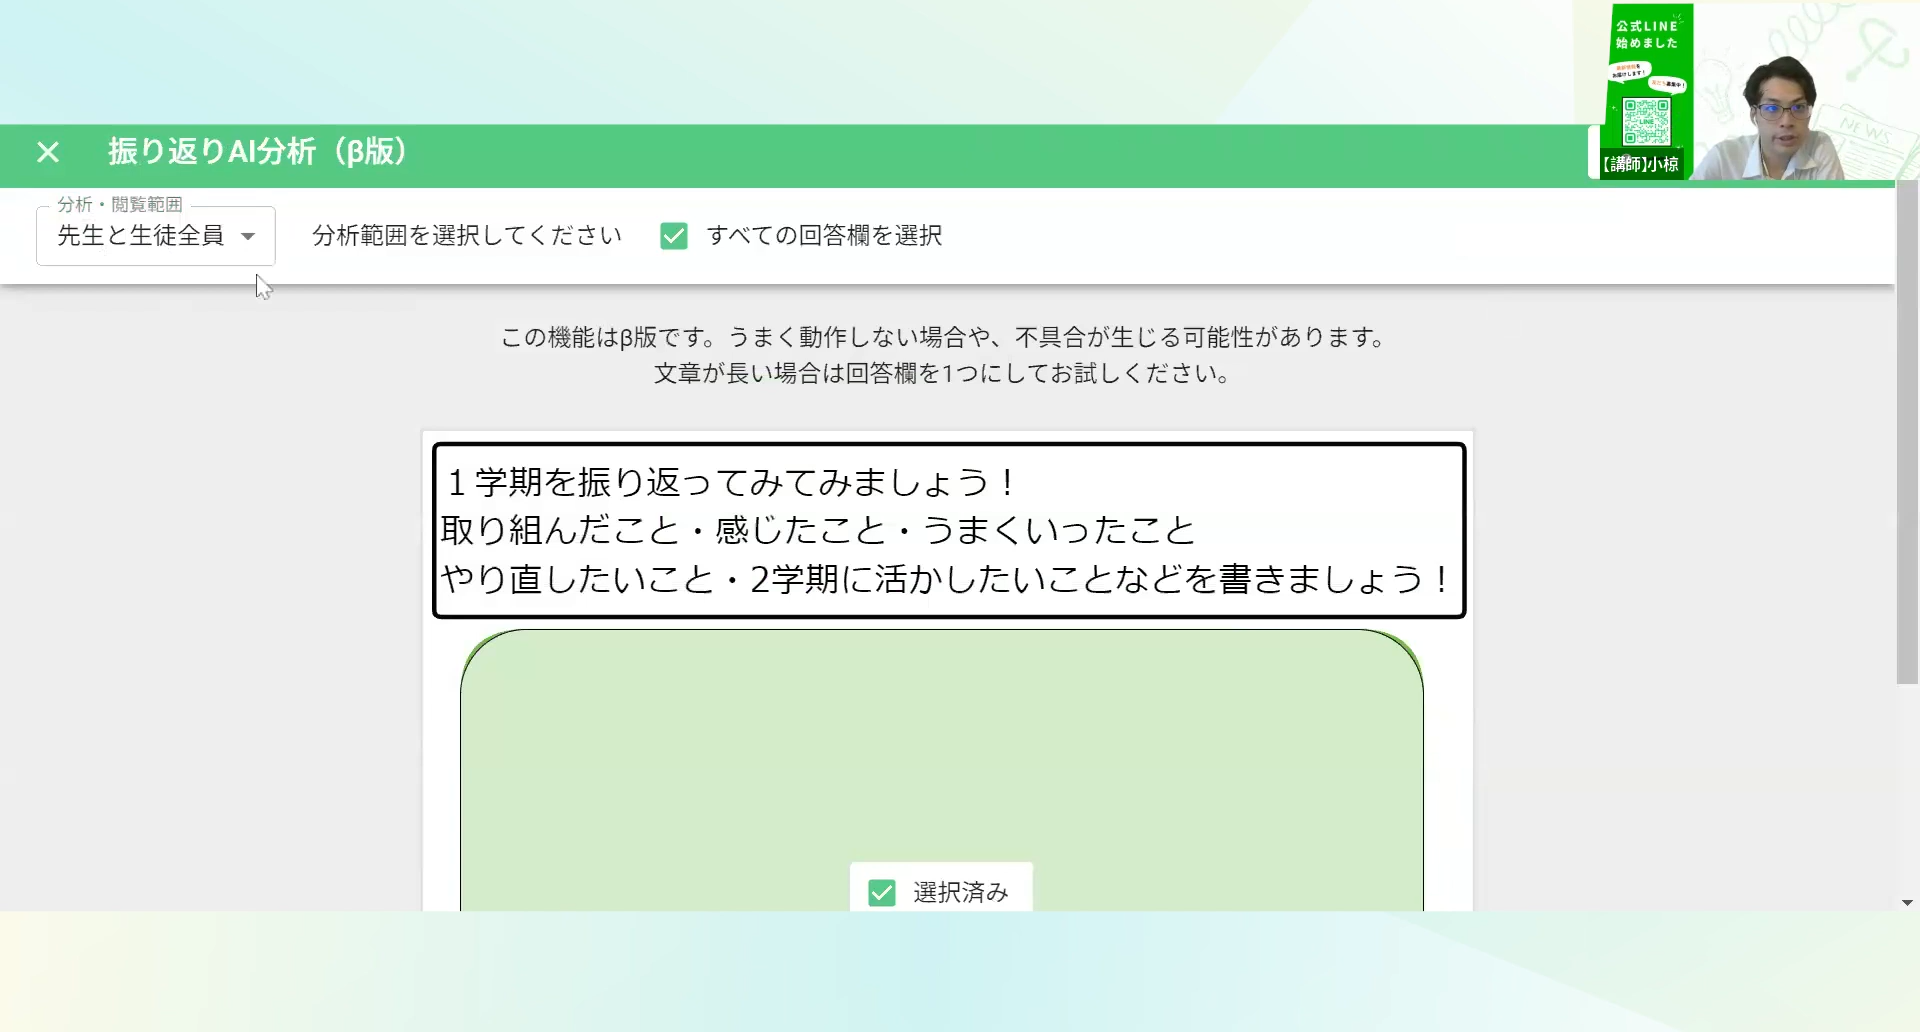 公式LINE
始めました
【講師】小椋
NEWS
振り返りAI分析（β版）
分析・閲覧範囲
先生と生徒全員
分析範囲を選択してください
すべての回答欄を選択
この機能はβ版です。うまく動作しない場合や、不具合が生じる可能性があります。
文章が長い場合は回答欄を1つにしてお試しください。
１学期を振り返ってみてみましょう！
取り組んだこと・感じたこと・うまくいったこと
やり直したいこと・2学期に活かしたいことなどを書きましょう！
選択済み